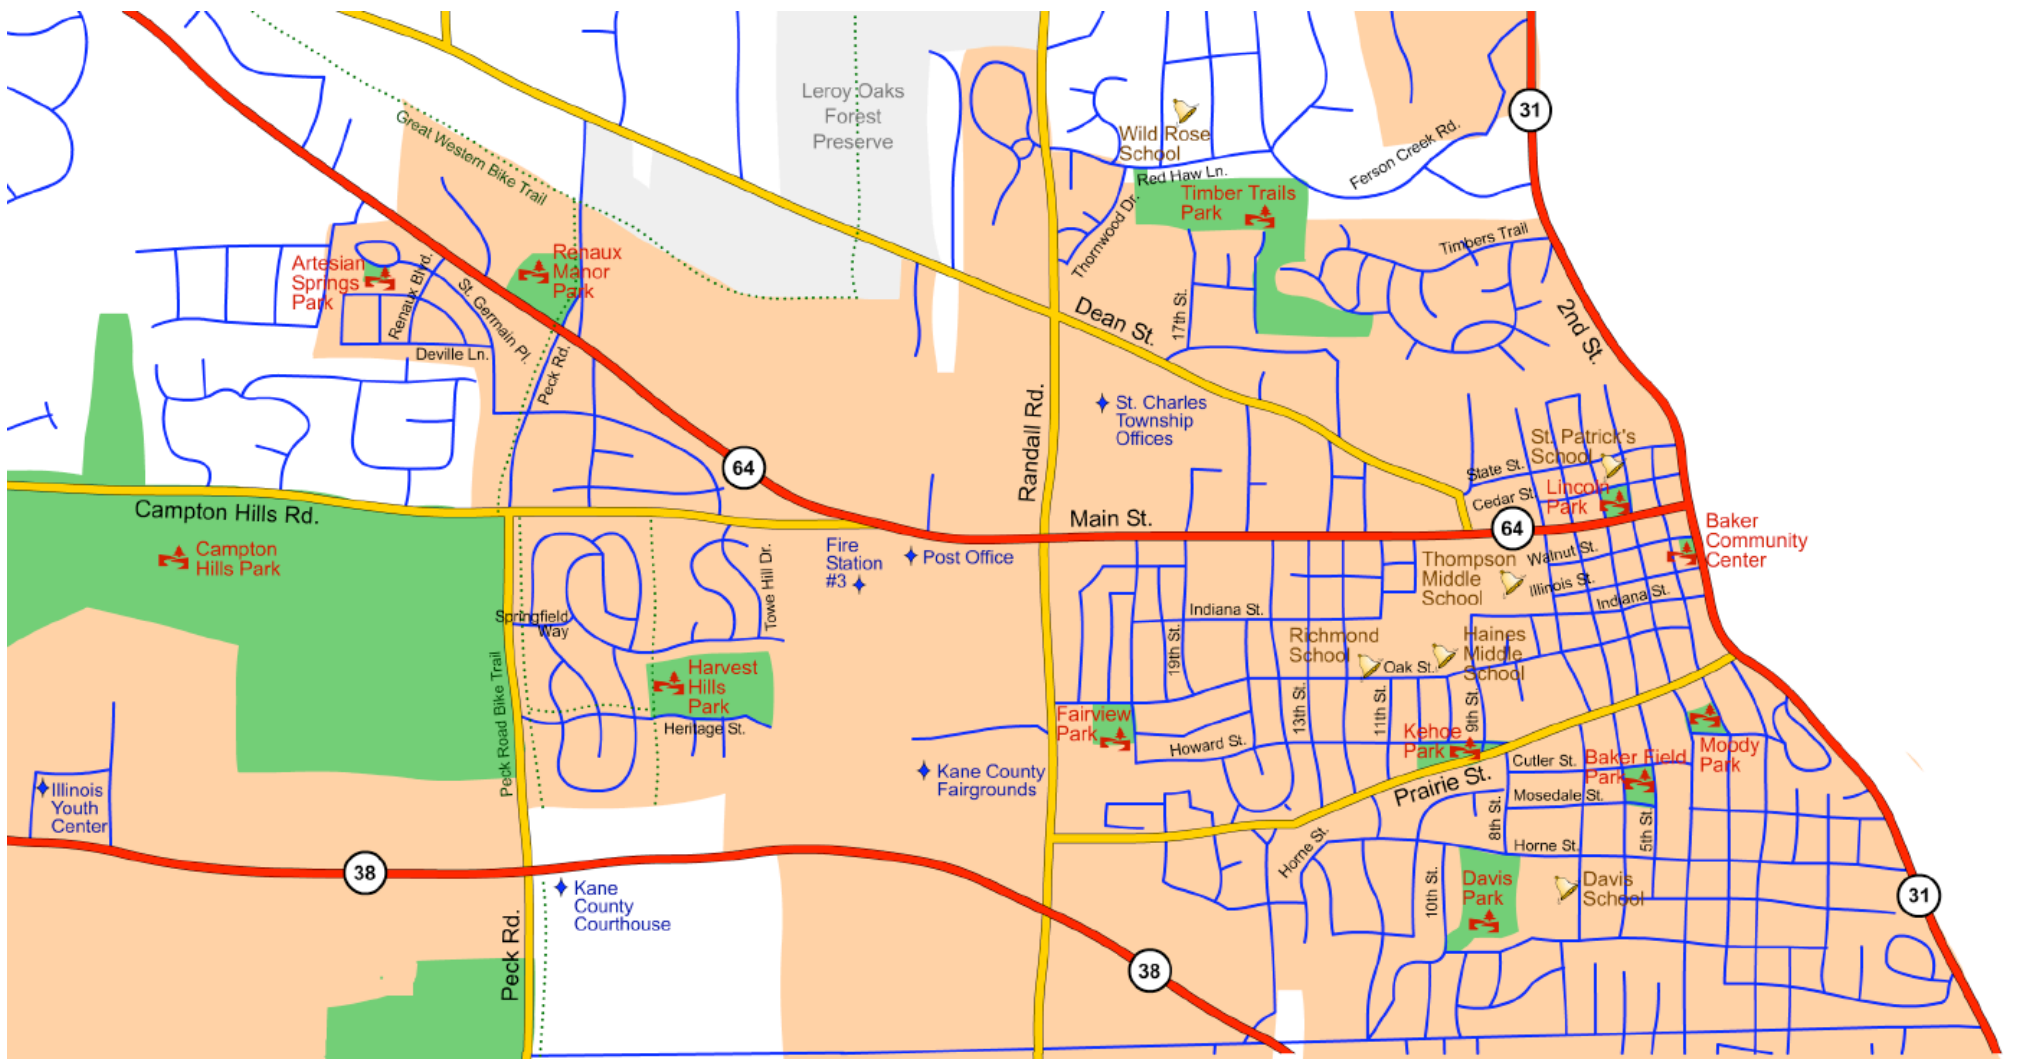 Leroy Oaks
Forest
Preserve
31
Great Western Bike Trail
Wild Rose
School
Ferson Creek Rd.
Red Haw Ln.
Timber Trails
Park
Thornwood Dr.
Timbers Trail
Artesian
Springs
Park
Renaux Blvd.
St. Germain Pl.
Renaux
Manor
Park
Deville Ln.
Peck Rd.
Dean St.
17th St.
2nd St.
Randall Rd.
St. Charles
Township
Offices
64
St. Patrick's
School
State St.
Cedar St.
Lincoln
Park
Campton Hills Rd.
Main St.
64
Baker
Community
Center
Campton
Hills Park
Fire
Station
#3
Post Office
Towe Hill Dr.
Thompson
Middle
School
Walnut St.
Illinois St.
Indiana St.
Indiana St.
Springfield
Way
19th St.
Richmond
School
Oak St.
Haines
Middle
School
Harvest
Hills
Park
Heritage St.
Peck Road Bike Trail
Fairview
Park
Howard St.
13th St.
11th St.
9th St.
Kehoe
Park
Prairie St.
Cutler St.
Mosedale St.
Baker Field
Park
Moody
Park
Illinois
Youth
Center
Kane County
Fairgrounds
8th St.
5th St.
Horne St.
Horne St.
38
Kane
County
Courthouse
10th St.
Davis
Park
Davis
School
31
Peck Rd.
38